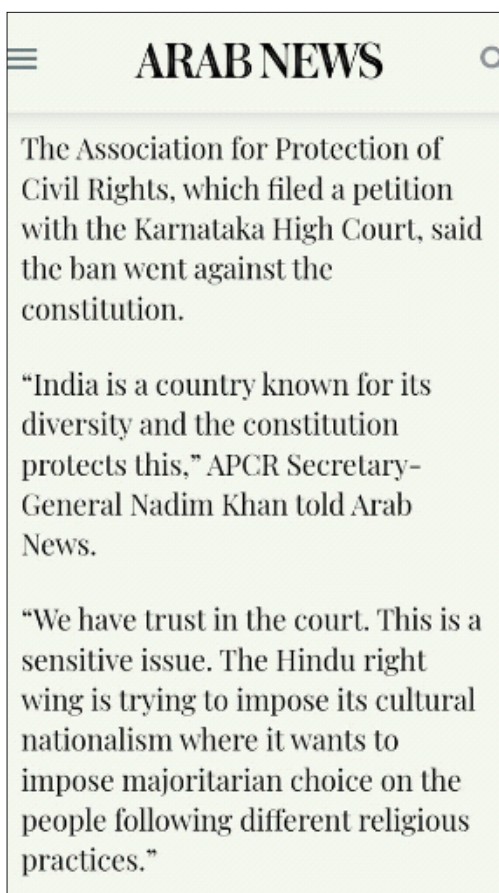 ARAB NEWS
The Association for Protection of
Civil Rights, which filed a petition
with the Karnataka High Court, said
the ban went against the
constitution.
“India is a country known for its
diversity and the constitution
protects this,” APCR Secretary-
General Nadim Khan told Arab
News.
“We have trust in the court. This is a
sensitive issue. The Hindu right
wing is trying to impose its cultural
nationalism where it wants to
impose majoritarian choice on the
people following different religious
practices.”